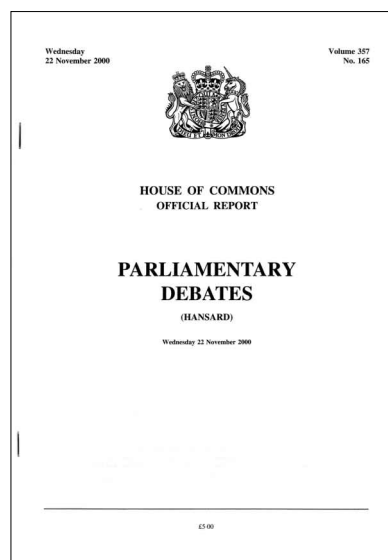 Wednesday
22 November 2000
Volume 357
No. 165
HOUSE OF COMMONS
OFFICIAL REPORT
PARLIAMENTARY
DEBATES
(HANSARD)
Wednesday 22 November 2000
£5·00